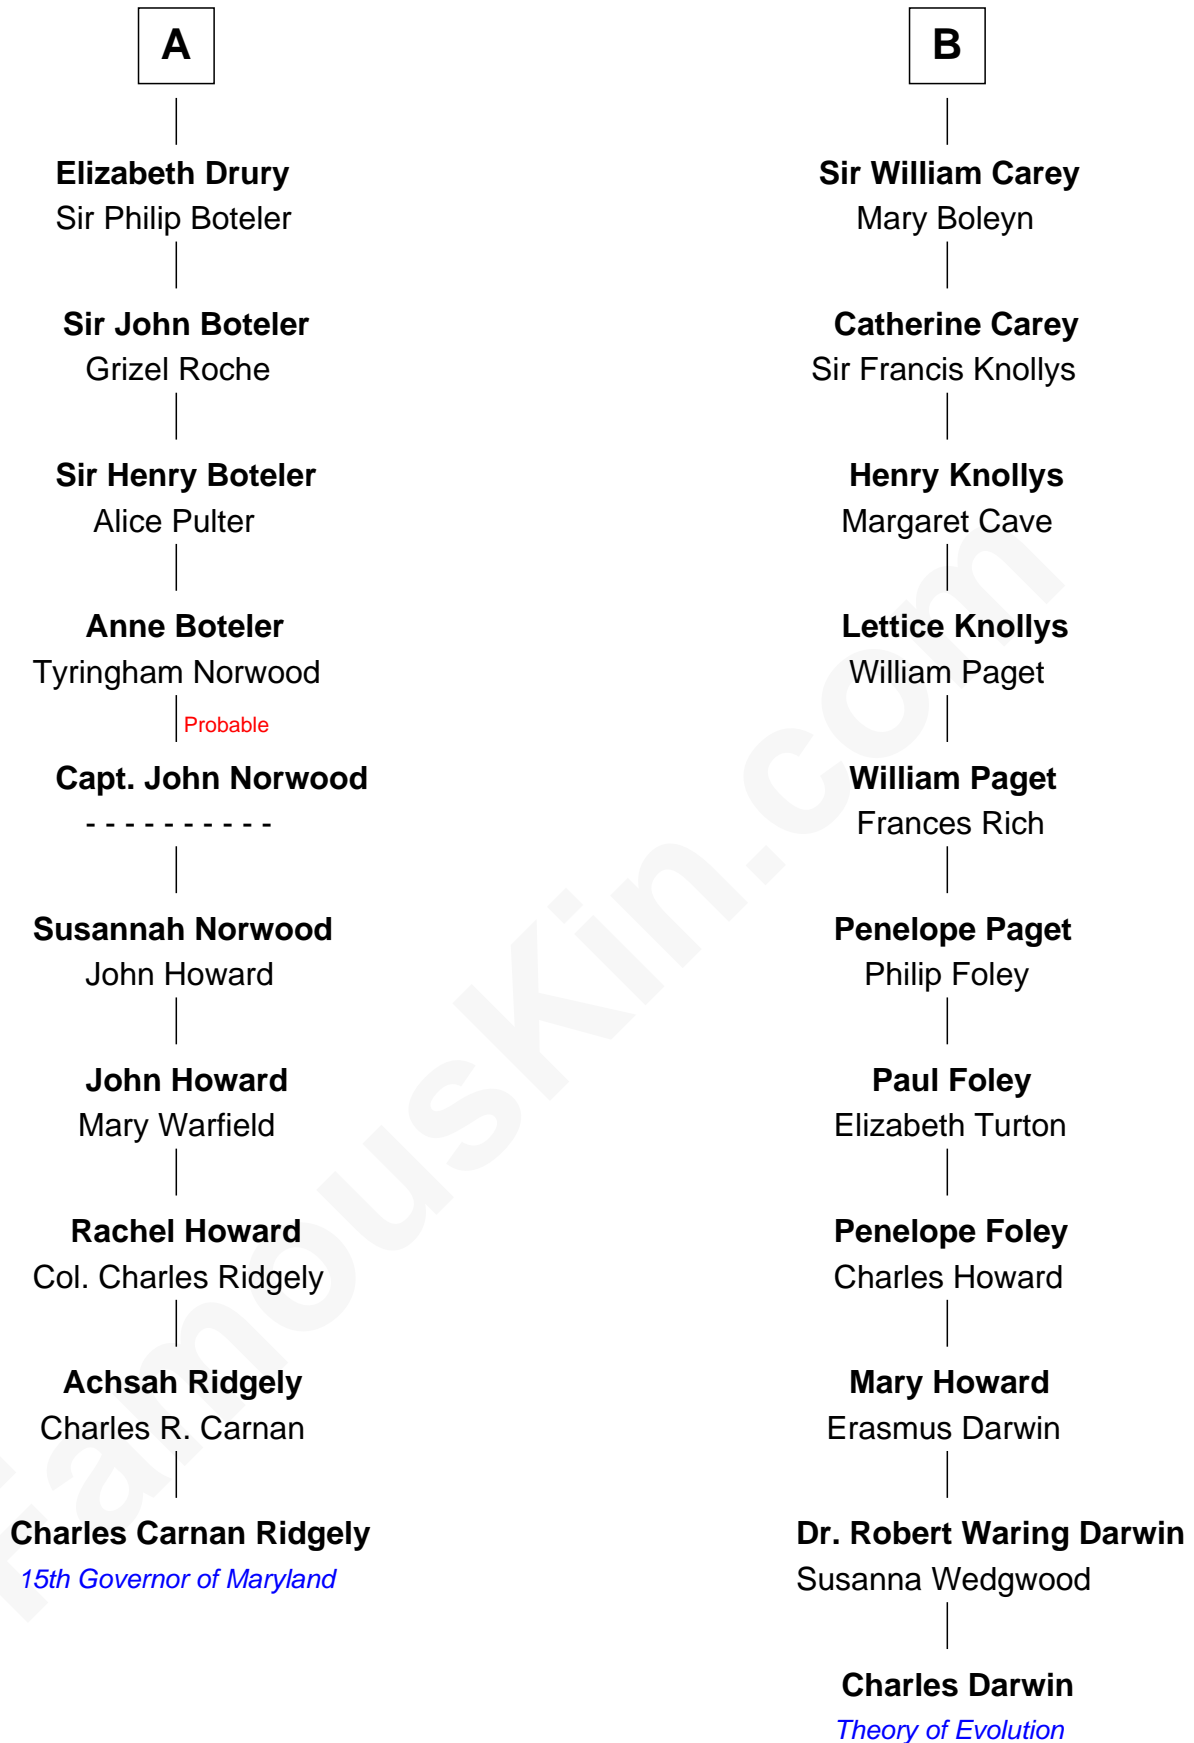 A
Elizabeth Drury
Sir Philip Boteler
Sir John Boteler
Grizel Roche
Sir Henry Boteler
Alice Pulter
Anne Boteler
Tyringham Norwood
Probable
Capt. John Norwood
- - - - - - - - - -
Susannah Norwood
John Howard
John Howard
Mary Warfield
Rachel Howard
Col. Charles Ridgely
Achsah Ridgely
Charles R. Carnan
Charles Carnan Ridgely
15th Governor of Maryland
B
Sir William Carey
Mary Boleyn
Catherine Carey
Sir Francis Knollys
Henry Knollys
Margaret Cave
Lettice Knollys
William Paget
William Paget
Frances Rich
Penelope Paget
Philip Foley
Paul Foley
Elizabeth Turton
Penelope Foley
Charles Howard
Mary Howard
Erasmus Darwin
Dr. Robert Waring Darwin
Susanna Wedgwood
Charles Darwin
Theory of Evolution
FamousKin.com